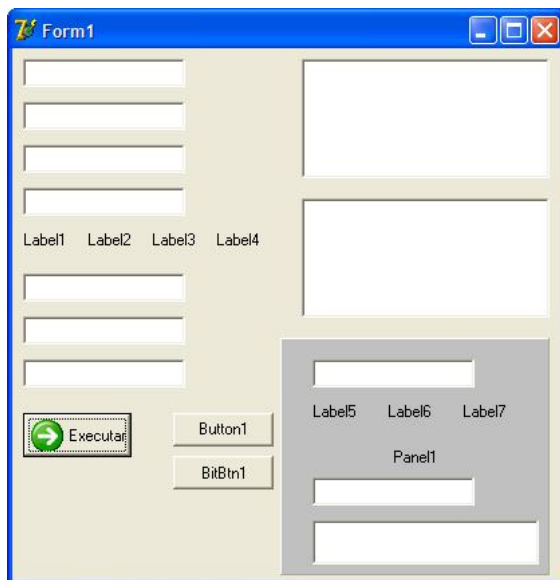 Form1
Label1 Label2 Label3 Label4
Executar
Button1
BitBtn1
Label5 Label6 Label7
Panel1